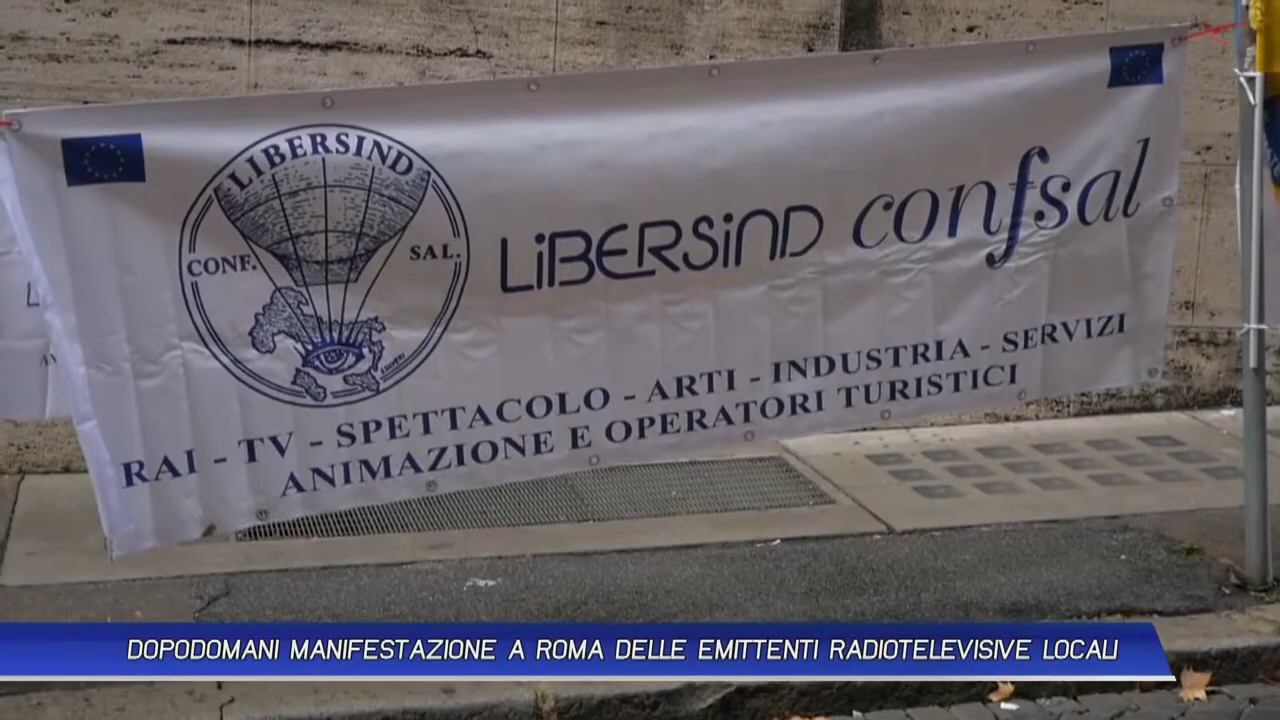 LIBERSIND
CONF. SAL.
LiBERSiND confsal
RAI - TV - SPETTACOLO - ARTI - INDUSTRIA - SERVIZI
ANIMAZIONE E OPERATORI TURISTICI
DOPODOMANI MANIFESTAZIONE A ROMA DELLE EMITTENTI RADIOTELEVISIVE LOCALI